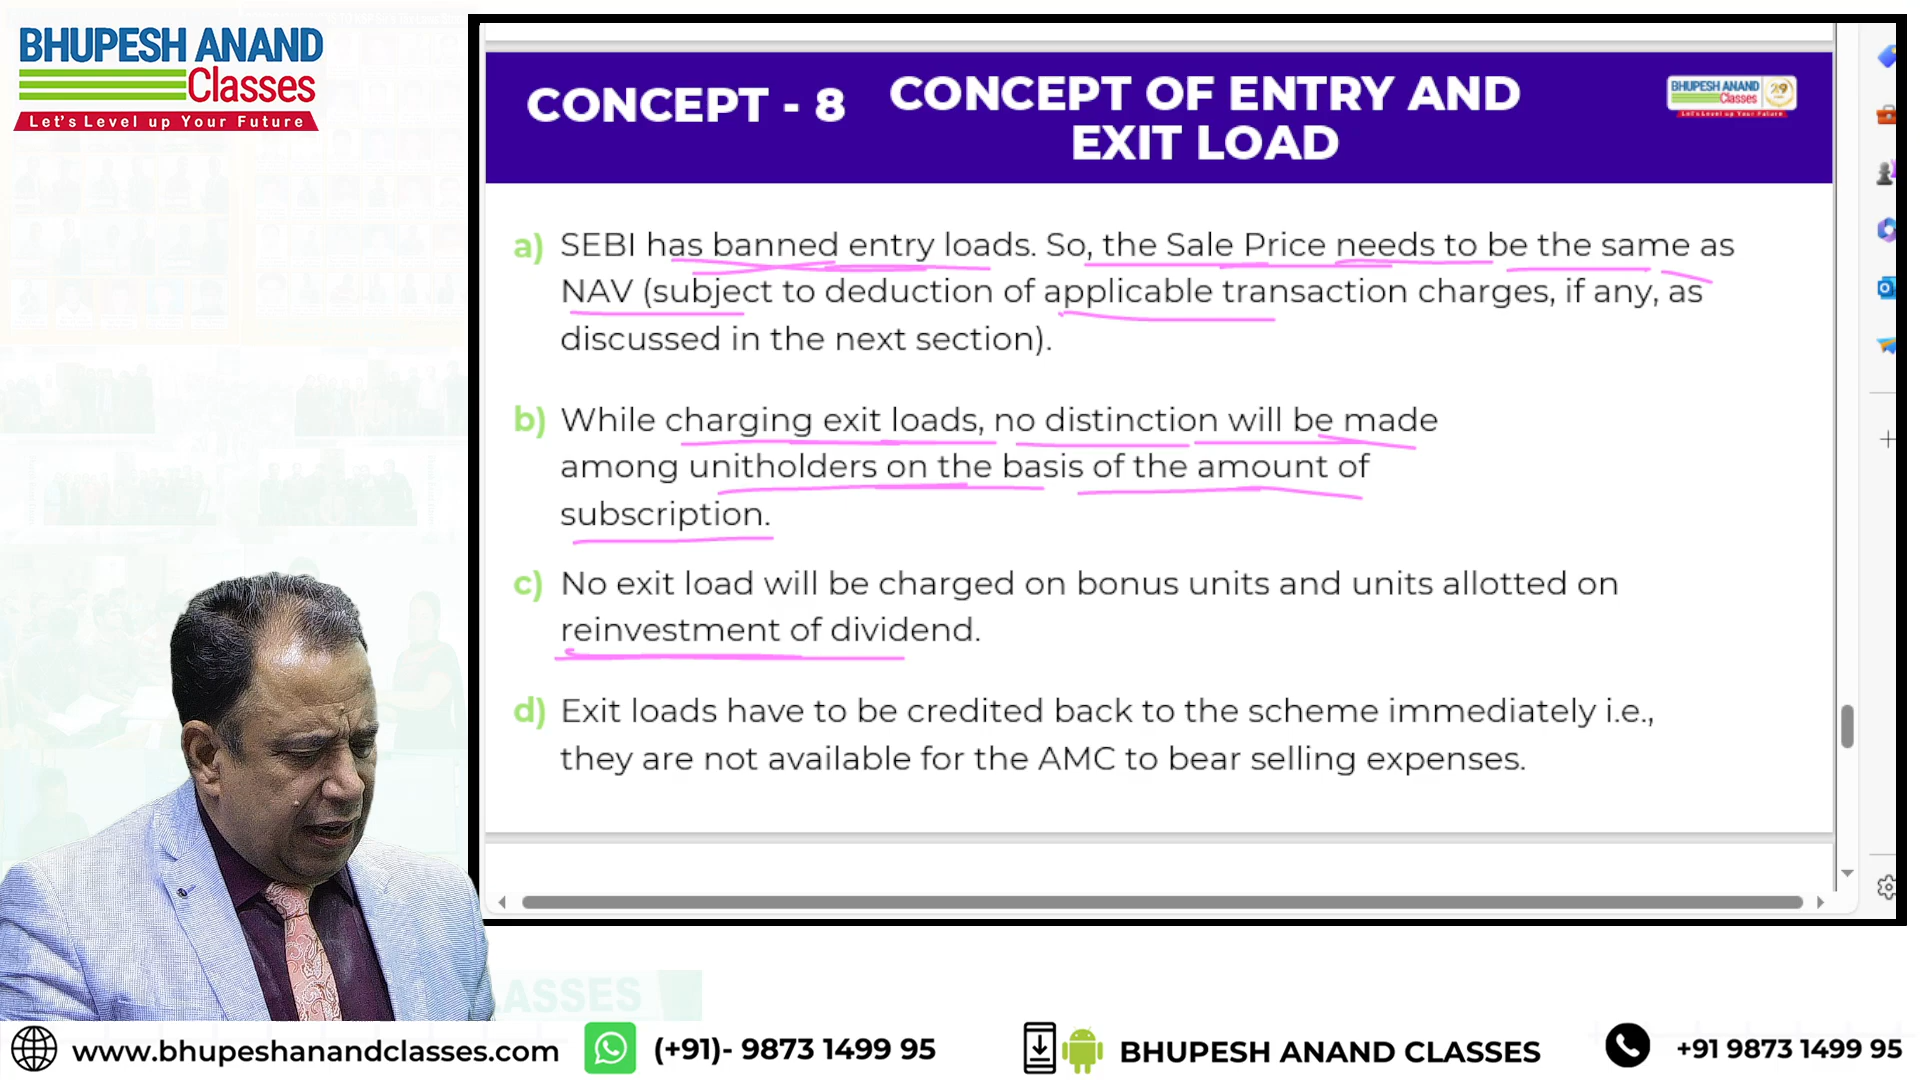 BHUPESH ANAND
Classes
Let's Level up Your Future
CONCEPT - 8
CONCEPT OF ENTRY AND
EXIT LOAD
BHUPESH ANAND
Classes
29
Let's Level up Your Future
a) SEBI has banned entry loads. So, the Sale Price needs to be the same as
NAV (subject to deduction of applicable transaction charges, if any, as
discussed in the next section).
b) While charging exit loads, no distinction will be made
among unitholders on the basis of the amount of
subscription.
c) No exit load will be charged on bonus units and units allotted on
reinvestment of dividend.
d) Exit loads have to be credited back to the scheme immediately i.e.,
they are not available for the AMC to bear selling expenses.
LASSES
www.bhupeshanandclasses.com
(+91)- 9873 1499 95
BHUPESH ANAND CLASSES
+91 9873 1499 95